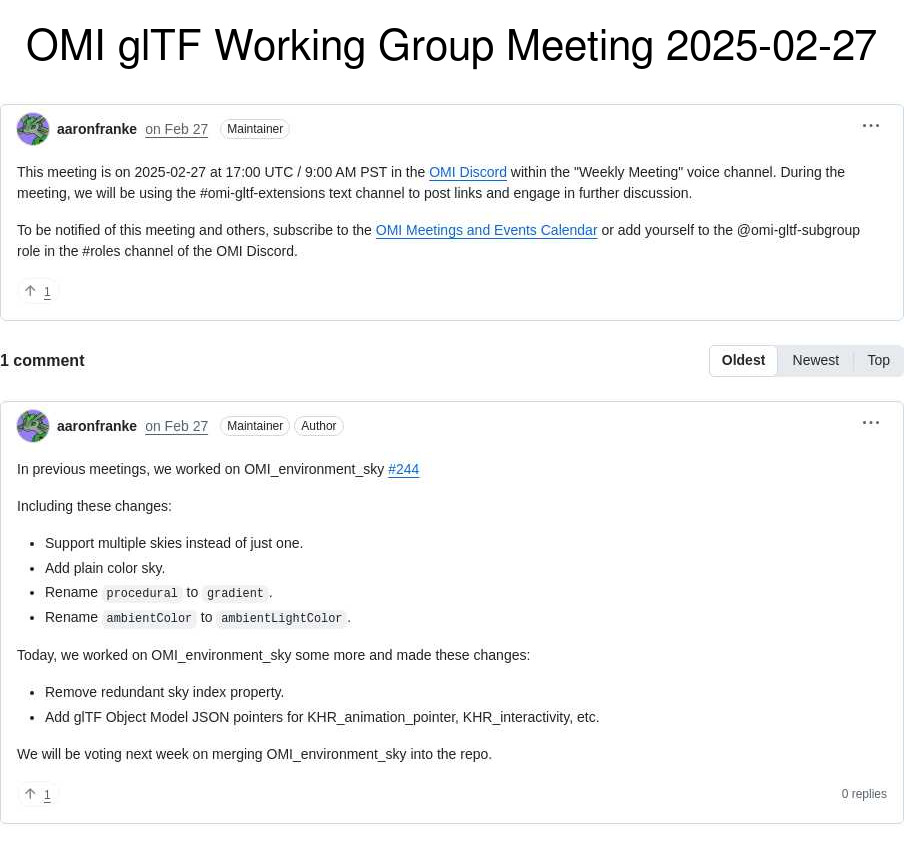 OMI glTF Working Group Meeting 2025-02-27
aaronfranke on Feb 27 Maintainer
This meeting is on 2025-02-27 at 17:00 UTC / 9:00 AM PST in the OMI Discord within the "Weekly Meeting" voice channel. During the
meeting, we will be using the #omi-gltf-extensions text channel to post links and engage in further discussion.
To be notified of this meeting and others, subscribe to the OMI Meetings and Events Calendar or add yourself to the @omi-gltf-subgroup
role in the #roles channel of the OMI Discord.
↑ 1
1 comment
Oldest Newest Top
aaronfranke on Feb 27 Maintainer Author
In previous meetings, we worked on OMI_environment_sky #244
Including these changes:
• Support multiple skies instead of just one.
• Add plain color sky.
• Rename procedural to gradient.
• Rename ambientColor to ambientLightColor.
Today, we worked on OMI_environment_sky some more and made these changes:
• Remove redundant sky index property.
• Add glTF Object Model JSON pointers for KHR_animation_pointer, KHR_interactivity, etc.
We will be voting next week on merging OMI_environment_sky into the repo.
↑ 1 0 replies